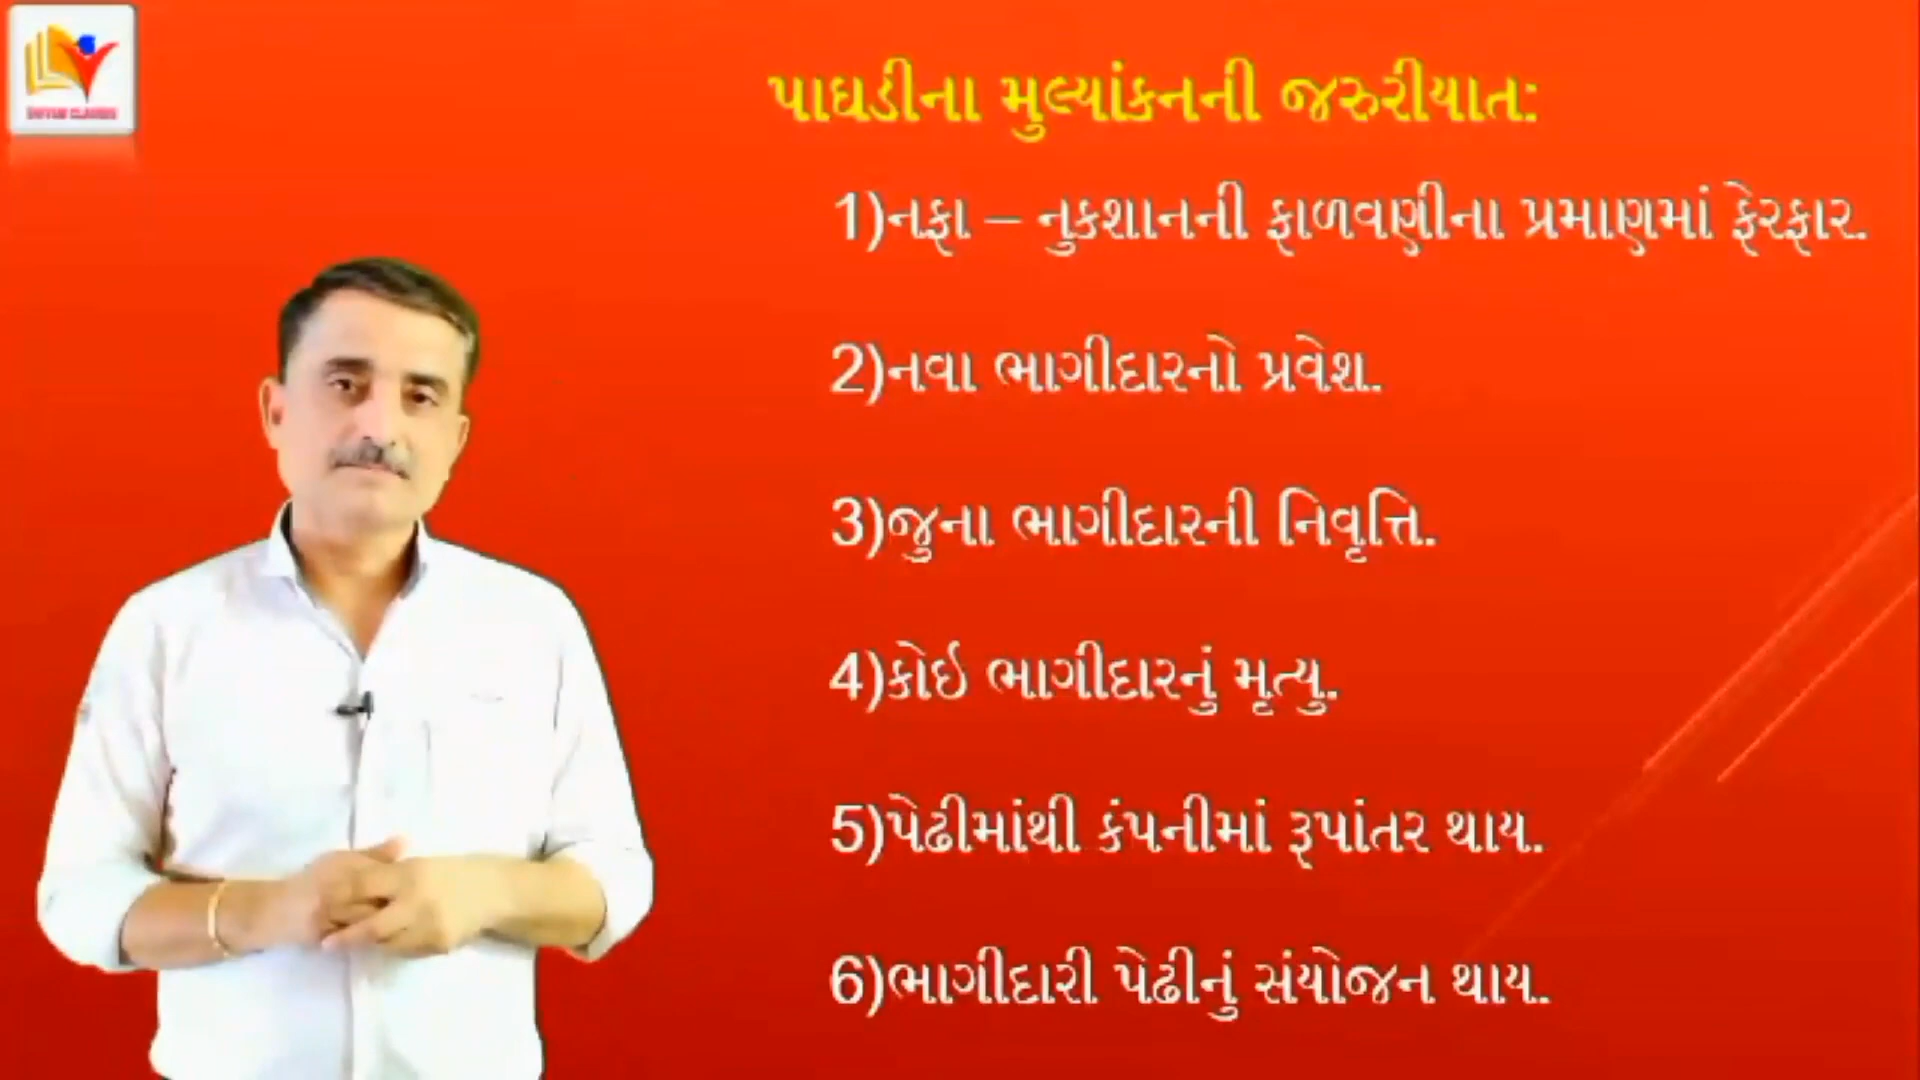 પાઘડીના મુલ્યાંકનની જરુરીયાત:
1)નફા – નુકશાનની ફાળવણીના પ્રમાણમાં ફેરફાર.
2)નવા ભાગીદારનો પ્રવેશ.
3)જુના ભાગીદારની નિવૃત્તિ.
4)કોઇ ભાગીદારનું મૃત્યુ.
5)પેઢીમાંથી કંપનીમાં રૂપાંતર થાય.
6)ભાગીદારી પેઢીનું સંયોજન થાય.